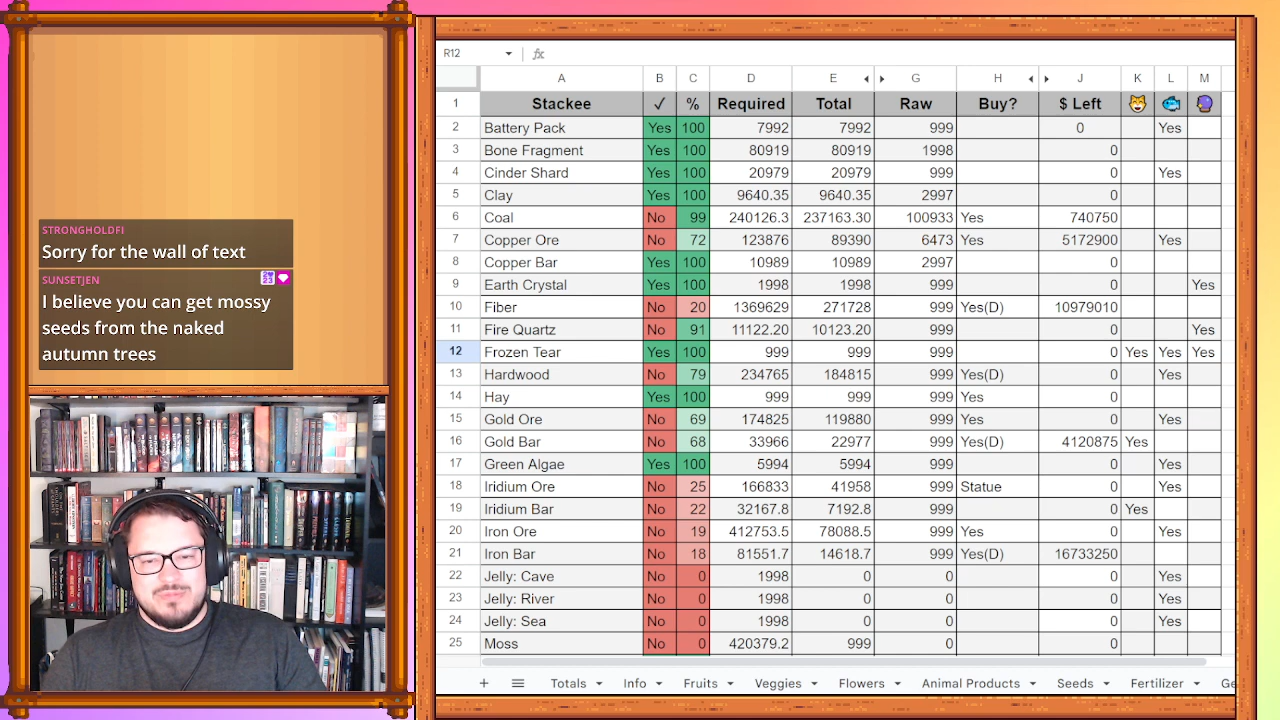 STRONGHOLDFI
Sorry for the wall of text
SUNSETJEN
I believe you can get mossy
seeds from the naked
autumn trees
R12 fx
A B C D E G H J K L M
1 Stackee ✓ % Required Total Raw Buy? $ Left
2 Battery Pack Yes 100 7992 7992 999 0 Yes
3 Bone Fragment Yes 100 80919 80919 1998 0
4 Cinder Shard Yes 100 20979 20979 999 0 Yes
5 Clay Yes 100 9640.35 9640.35 2997 0
6 Coal No 99 240126.3 237163.30 100933 Yes 740750
7 Copper Ore No 72 123876 89390 6473 Yes 5172900 Yes
8 Copper Bar Yes 100 10989 10989 2997 0
9 Earth Crystal Yes 100 1998 1998 999 0 Yes
10 Fiber No 20 1369629 271728 999 Yes(D) 10979010
11 Fire Quartz No 91 11122.20 10123.20 999 0 Yes
12 Frozen Tear Yes 100 999 999 999 0 Yes Yes Yes
13 Hardwood No 79 234765 184815 999 Yes(D) 0 Yes
14 Hay Yes 100 999 999 999 Yes 0
15 Gold Ore No 69 174825 119880 999 Yes 0 Yes
16 Gold Bar No 68 33966 22977 999 Yes(D) 4120875 Yes
17 Green Algae Yes 100 5994 5994 999 0 Yes
18 Iridium Ore No 25 166833 41958 999 Statue 0 Yes
19 Iridium Bar No 22 32167.8 7192.8 999 0 Yes
20 Iron Ore No 19 412753.5 78088.5 999 Yes 0 Yes
21 Iron Bar No 18 81551.7 14618.7 999 Yes(D) 16733250
22 Jelly: Cave No 0 1998 0 0 0 Yes
23 Jelly: River No 0 1998 0 0 0 Yes
24 Jelly: Sea No 0 1998 0 0 0 Yes
25 Moss No 0 420379.2 999 0 0
+ Totals Info Fruits Veggies Flowers Animal Products Seeds Fertilizer Ge